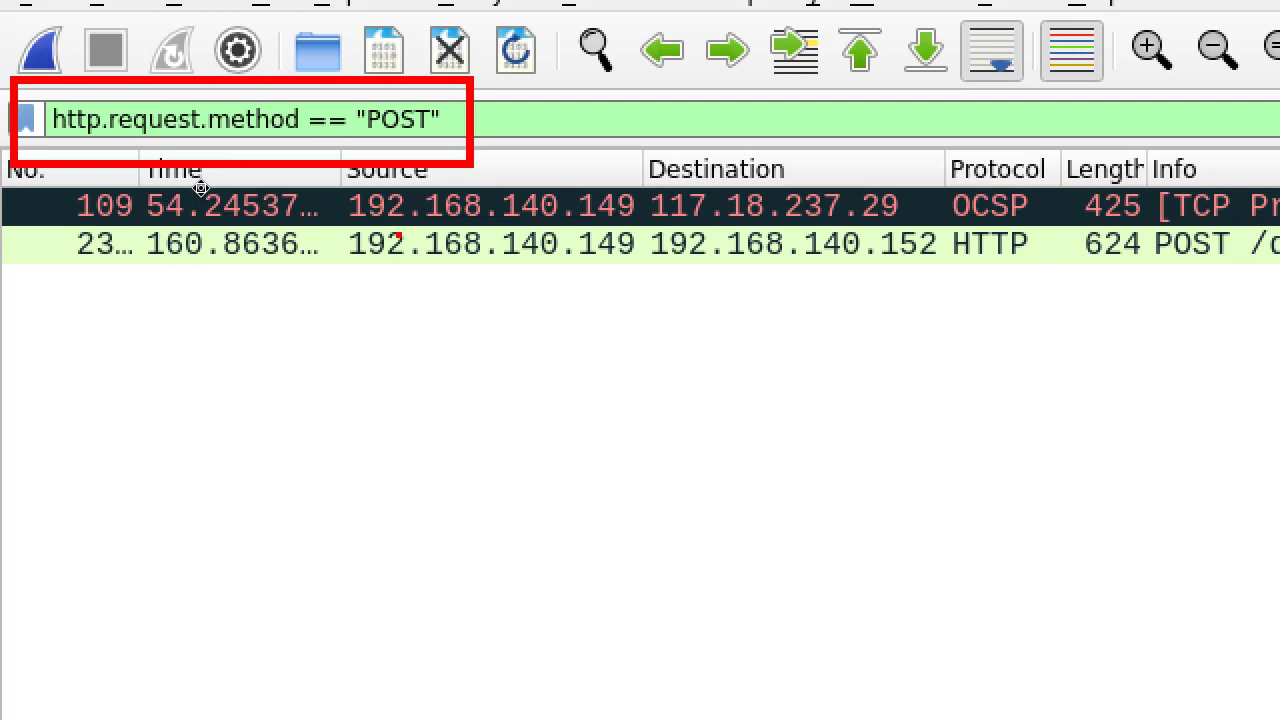 http.request.method == "POST"
No. Time Source Destination Protocol Length Info
109 54.24537… 192.168.140.149 117.18.237.29 OCSP 425 [TCP Pr
23… 160.8636… 192.168.140.149 192.168.140.152 HTTP 624 POST /c